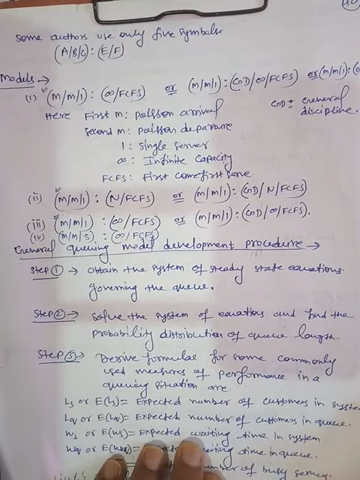 some authors use only five symbols
(A/B/C) : (E/F)
Models →
(i) (M/M/1) : (∞/FCFS) or (M/M/1) : (GD/∞/FCFS) or (M/M/1) : (
Here First M : poisson arrival
GD : General discipline.
second M : poisson departure
1 : Single server
∞ : Infinite capacity
FCFS : First come first serve
(ii) (M/M/1) : (N/FCFS) or (M/M/1) : (GD/N/FCFS)
(iii) (M/M/1) : (∞/FCFS) or (M/M/1) : (GD/∞/FCFS).
(iv) (M/M/S) : (∞/FCFS)
General queuing model development procedure →
Step ① → obtain the system of steady state equations
governing the queue.
Step ② → solve the system of equations and find the
probability distribution of queue length.
Step ③ → Derive formulae for some commonly
used measures of performance in a
queuing situation are.
Ls or E(Ls) = Expected number of customers in system
Lq or E(Lq) = Expected number of customers in queue.
Ws or E(Ws) = Expected waiting time in system
Wq or time in queue.
number of busy